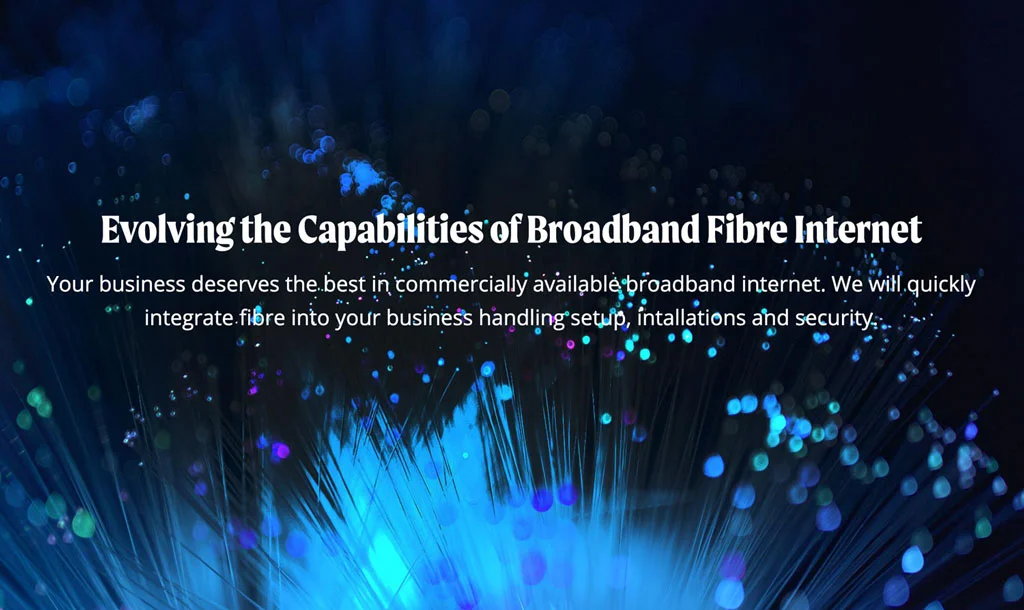 Evolving the Capabilities of Broadband Fibre Internet
Your business deserves the best in commercially available broadband internet. We will quickly
integrate fibre into your business handling setup, intallations and security.